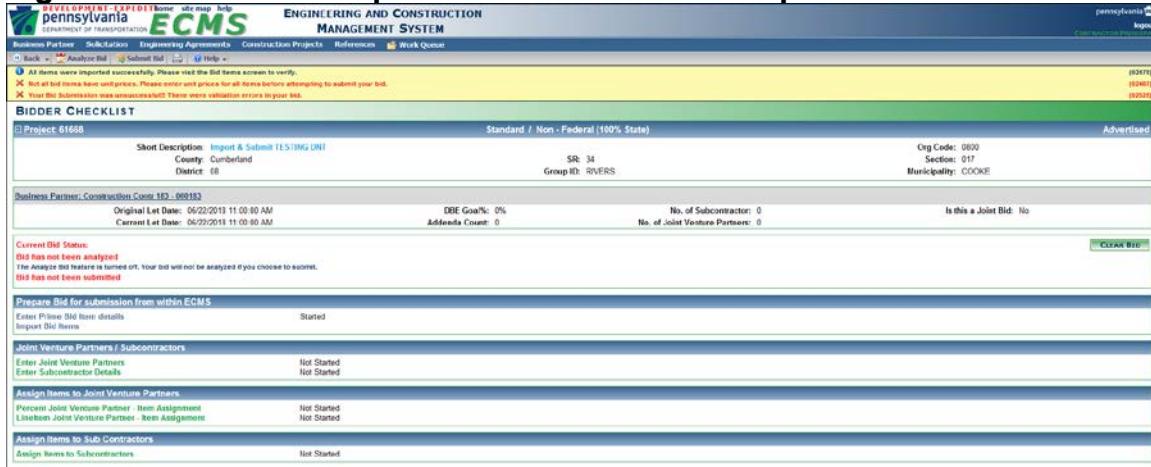 DEVELOPMENT-EXPEDITE home site map help
pennsylvania
DEPARTMENT OF TRANSPORTATION
ECMS
ENGINEERING AND CONSTRUCTION
MANAGEMENT SYSTEM
pennsylvania
logout
Business Partner Solicitation Engineering Agreements Construction Projects References Work Queue
Back Analyze Bid Submit Bid Help
All items were imported successfully. Please visit the Bid Items screen to verify.
Not all bid items have unit prices. Please enter unit prices for all items before attempting to submit your bid.
Your Bid Submission was unsuccessful!! There were validation errors in your bid.
BIDDER CHECKLIST
Project: 61668 Standard / Non - Federal (100% State) Advertised
Short Description: Import & Submit TESTING DNT Org Code: 0800
County: Cumberland SR: 34 Section: 017
District: 08 Group ID: RIVERS Municipality: COOKE
Business Partner: Construction Contr 183 - 000183
Original Let Date: 06/22/2013 11:00:00 AM DBE Goal%: 0% No. of Subcontractor: 0 Is this a Joint Bid: No
Current Let Date: 06/22/2013 11:00:00 AM Addenda Count: 0 No. of Joint Venture Partners: 0
Current Bid Status: CLEAR BID
Bid has not been analyzed
The Analyze Bid feature is turned off. Your bid will not be analyzed if you choose to submit.
Bid has not been submitted
Prepare Bid for submission from within ECMS
Enter Prime Bid Item details Started
Import Bid Items
Joint Venture Partners / Subcontractors
Enter Joint Venture Partners Not Started
Enter Subcontractor Details Not Started
Assign Items to Joint Venture Partners
Percent Joint Venture Partner - Item Assignment Not Started
LineItem Joint Venture Partner - Item Assignment Not Started
Assign Items to Sub Contractors
Assign Items to Subcontractors Not Started